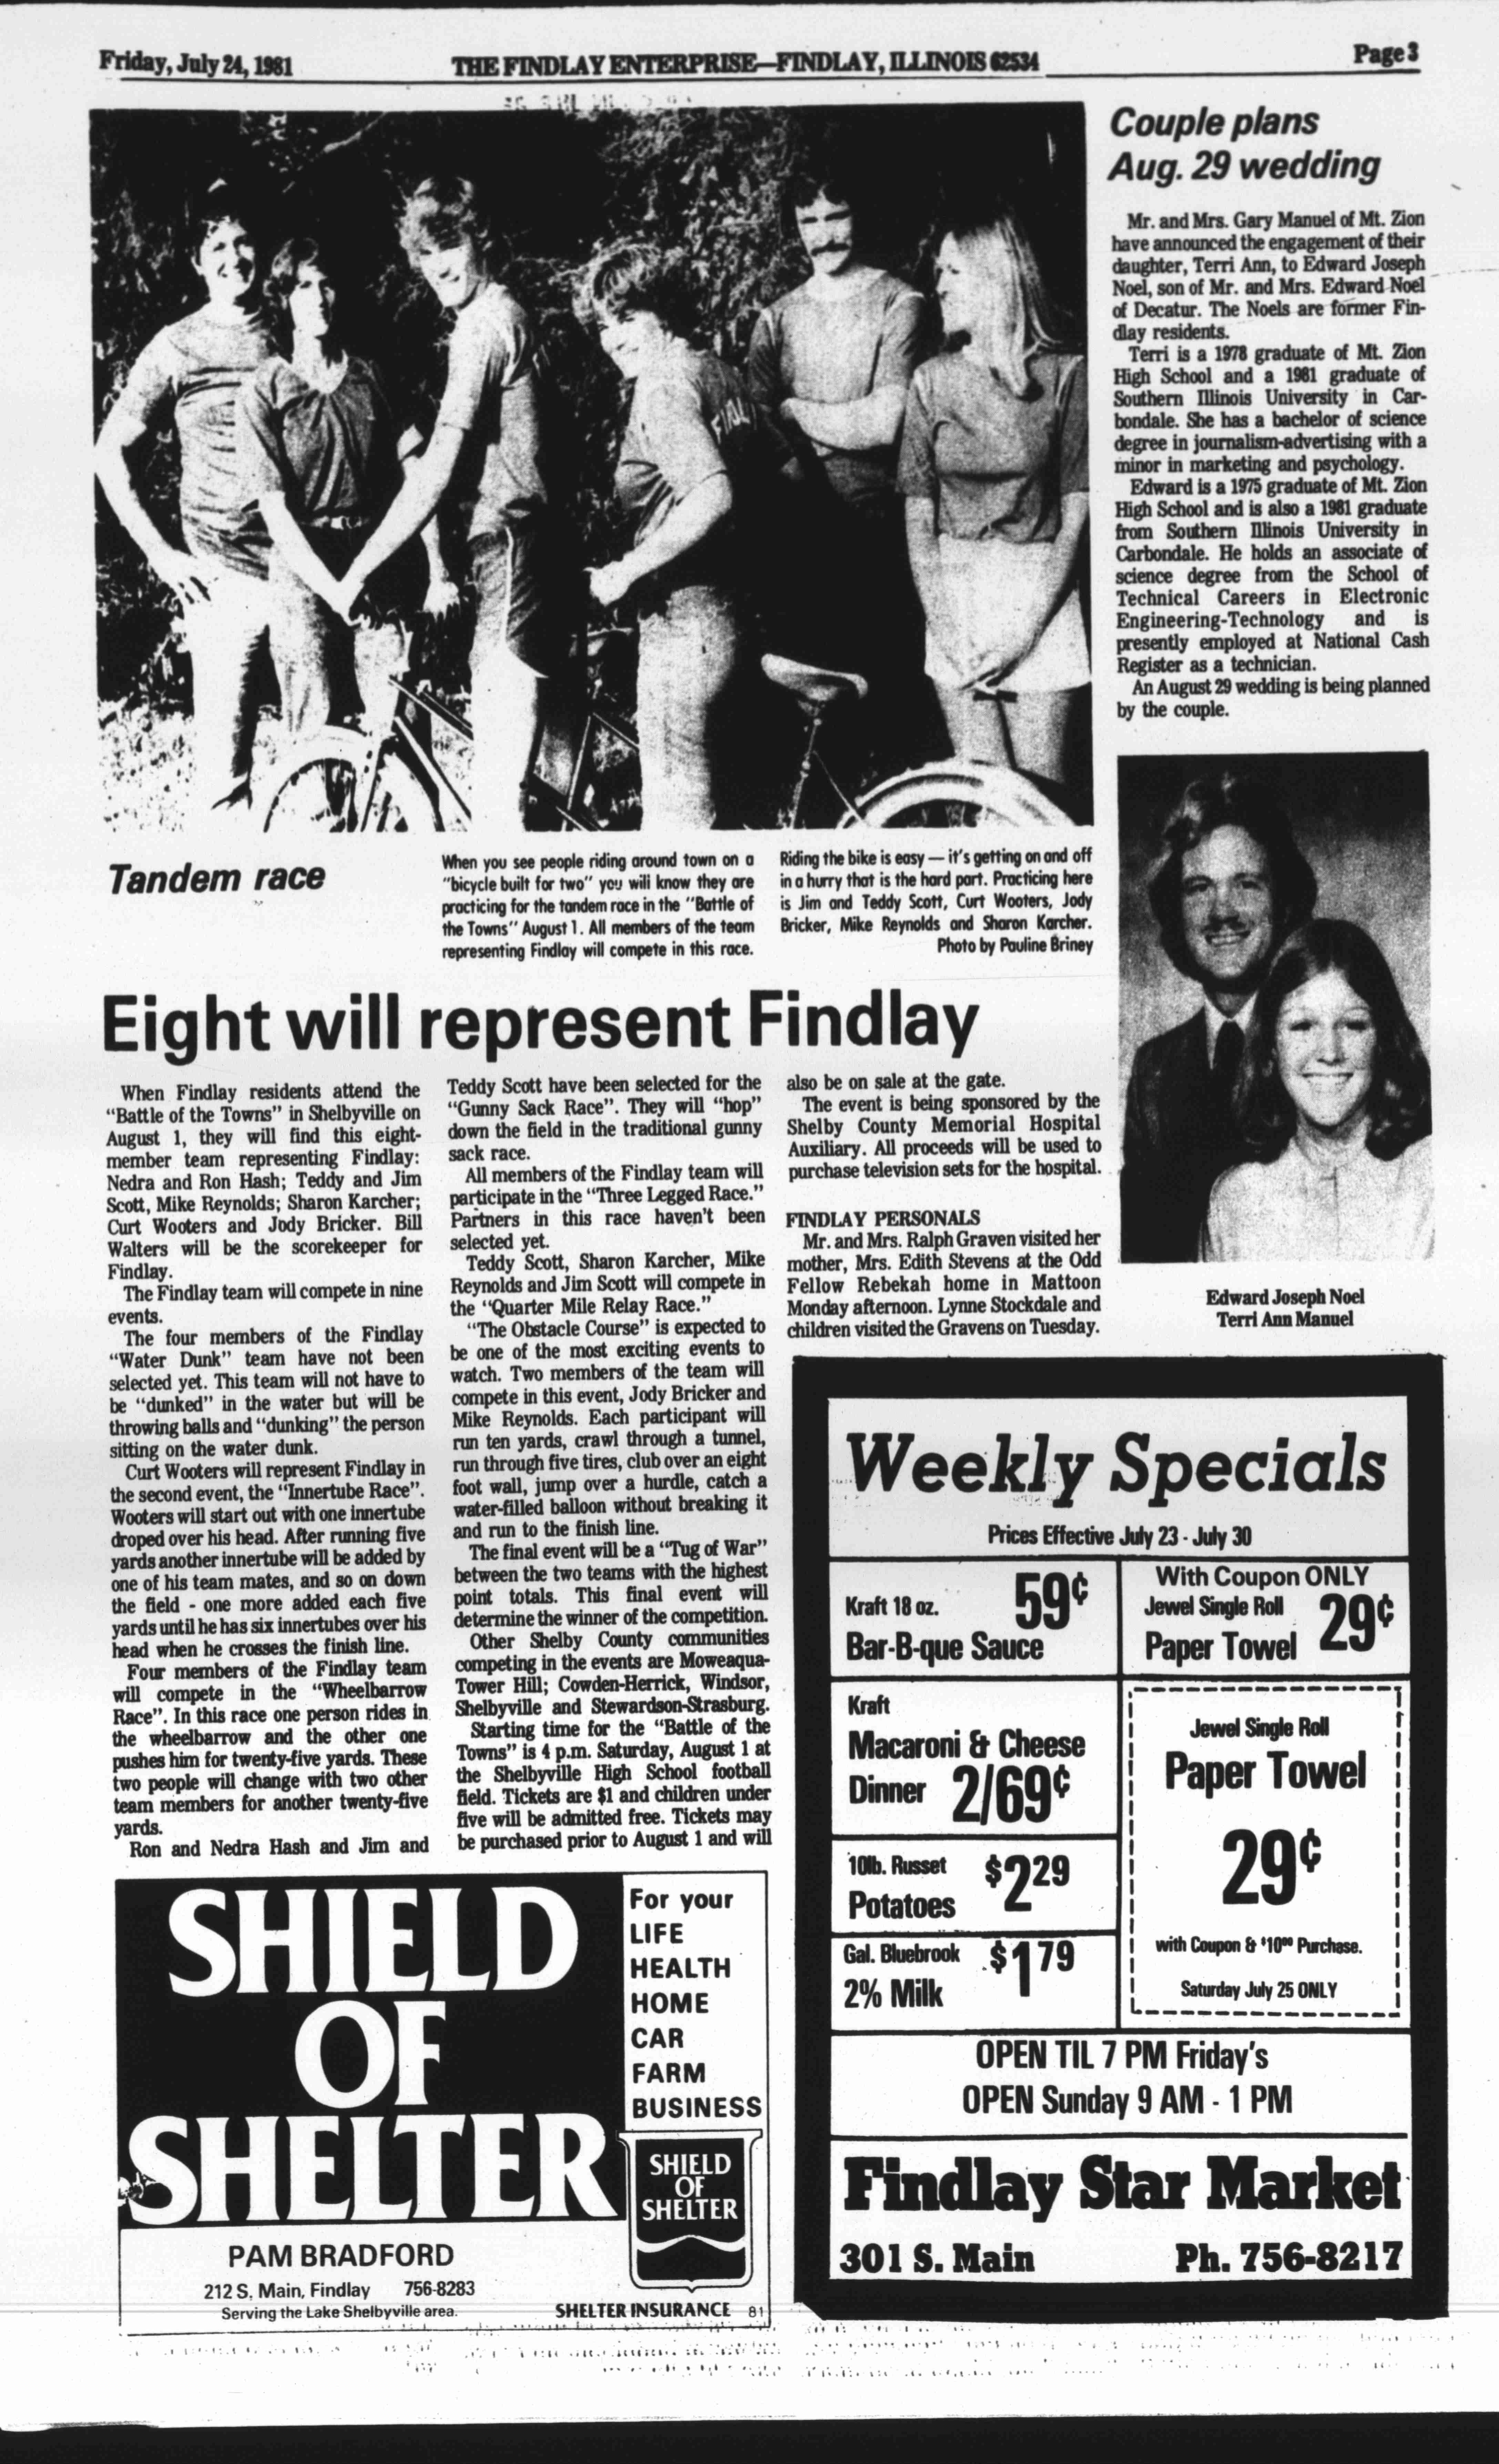 Friday, July 24, 1981
THE FINDLAY ENTERPRISE—FINDLAY, ILLINOIS 62534
Page 3
Couple plans
Aug. 29 wedding
Mr. and Mrs. Gary Manuel of Mt. Zion
have announced the engagement of their
daughter, Terri Ann, to Edward Joseph
Noel, son of Mr. and Mrs. Edward Noel
of Decatur. The Noels are former Fin-
dlay residents.
Terri is a 1978 graduate of Mt. Zion
High School and a 1981 graduate of
Southern Illinois University in Car-
bondale. She has a bachelor of science
degree in journalism-advertising with a
minor in marketing and psychology.
Edward is a 1975 graduate of Mt. Zion
High School and is also a 1981 graduate
from Southern Illinois University in
Carbondale. He holds an associate of
science degree from the School of
Technical Careers in Electronic
Engineering-Technology and is
presently employed at National Cash
Register as a technician.
An August 29 wedding is being planned
by the couple.
Edward Joseph Noel
Terri Ann Manuel
Tandem race
When you see people riding around town on a
"bicycle built for two" you will know they are
practicing for the tandem race in the "Battle of
the Towns" August 1. All members of the team
representing Findlay will compete in this race.
Riding the bike is easy — it's getting on and off
in a hurry that is the hard part. Practicing here
is Jim and Teddy Scott, Curt Wooters, Jody
Bricker, Mike Reynolds and Sharon Karcher.
Photo by Pauline Briney
Eight will represent Findlay
When Findlay residents attend the
"Battle of the Towns" in Shelbyville on
August 1, they will find this eight-
member team representing Findlay:
Nedra and Ron Hash; Teddy and Jim
Scott, Mike Reynolds; Sharon Karcher;
Curt Wooters and Jody Bricker. Bill
Walters will be the scorekeeper for
Findlay.
The Findlay team will compete in nine
events.
The four members of the Findlay
"Water Dunk" team have not been
selected yet. This team will not have to
be "dunked" in the water but will be
throwing balls and "dunking" the person
sitting on the water dunk.
Curt Wooters will represent Findlay in
the second event, the "Innertube Race".
Wooters will start out with one innertube
droped over his head. After running five
yards another innertube will be added by
one of his team mates, and so on down
the field - one more added each five
yards until he has six innertubes over his
head when he crosses the finish line.
Four members of the Findlay team
will compete in the "Wheelbarrow
Race". In this race one person rides in
the wheelbarrow and the other one
pushes him for twenty-five yards. These
two people will change with two other
team members for another twenty-five
yards.
Ron and Nedra Hash and Jim and
Teddy Scott have been selected for the
"Gunny Sack Race". They will "hop"
down the field in the traditional gunny
sack race.
All members of the Findlay team will
participate in the "Three Legged Race."
Partners in this race haven't been
selected yet.
Teddy Scott, Sharon Karcher, Mike
Reynolds and Jim Scott will compete in
the "Quarter Mile Relay Race."
"The Obstacle Course" is expected to
be one of the most exciting events to
watch. Two members of the team will
compete in this event, Jody Bricker and
Mike Reynolds. Each participant will
run ten yards, crawl through a tunnel,
run through five tires, club over an eight
foot wall, jump over a hurdle, catch a
water-filled balloon without breaking it
and run to the finish line.
The final event will be a "Tug of War"
between the two teams with the highest
point totals. This final event will
determine the winner of the competition.
Other Shelby County communities
competing in the events are Moweaqua-
Tower Hill; Cowden-Herrick, Windsor,
Shelbyville and Stewardson-Strasburg.
Starting time for the "Battle of the
Towns" is 4 p.m. Saturday, August 1 at
the Shelbyville High School football
field. Tickets are $1 and children under
five will be admitted free. Tickets may
be purchased prior to August 1 and will
also be on sale at the gate.
The event is being sponsored by the
Shelby County Memorial Hospital
Auxiliary. All proceeds will be used to
purchase television sets for the hospital.
FINDLAY PERSONALS
Mr. and Mrs. Ralph Graven visited her
mother, Mrs. Edith Stevens at the Odd
Fellow Rebekah home in Mattoon
Monday afternoon. Lynne Stockdale and
children visited the Gravens on Tuesday.
SHIELD
OF
SHELTER
For your
LIFE
HEALTH
HOME
CAR
FARM
BUSINESS
SHIELD
OF
SHELTER
PAM BRADFORD
212 S. Main, Findlay 756-8283
Serving the Lake Shelbyville area.
SHELTER INSURANCE 81
Weekly Specials
Prices Effective July 23 - July 30
Kraft 18 oz. 59¢
Bar-B-que Sauce
With Coupon ONLY
Jewel Single Roll 29¢
Paper Towel
Kraft
Macaroni & Cheese
Dinner 2/69¢
10lb. Russet $2 29
Potatoes
Gal. Bluebrook $1 79
2% Milk
Jewel Single Roll
Paper Towel
29¢
with Coupon & $10⁰⁰ Purchase.
Saturday July 25 ONLY
OPEN TIL 7 PM Friday's
OPEN Sunday 9 AM - 1 PM
Findlay Star Market
301 S. Main Ph. 756-8217